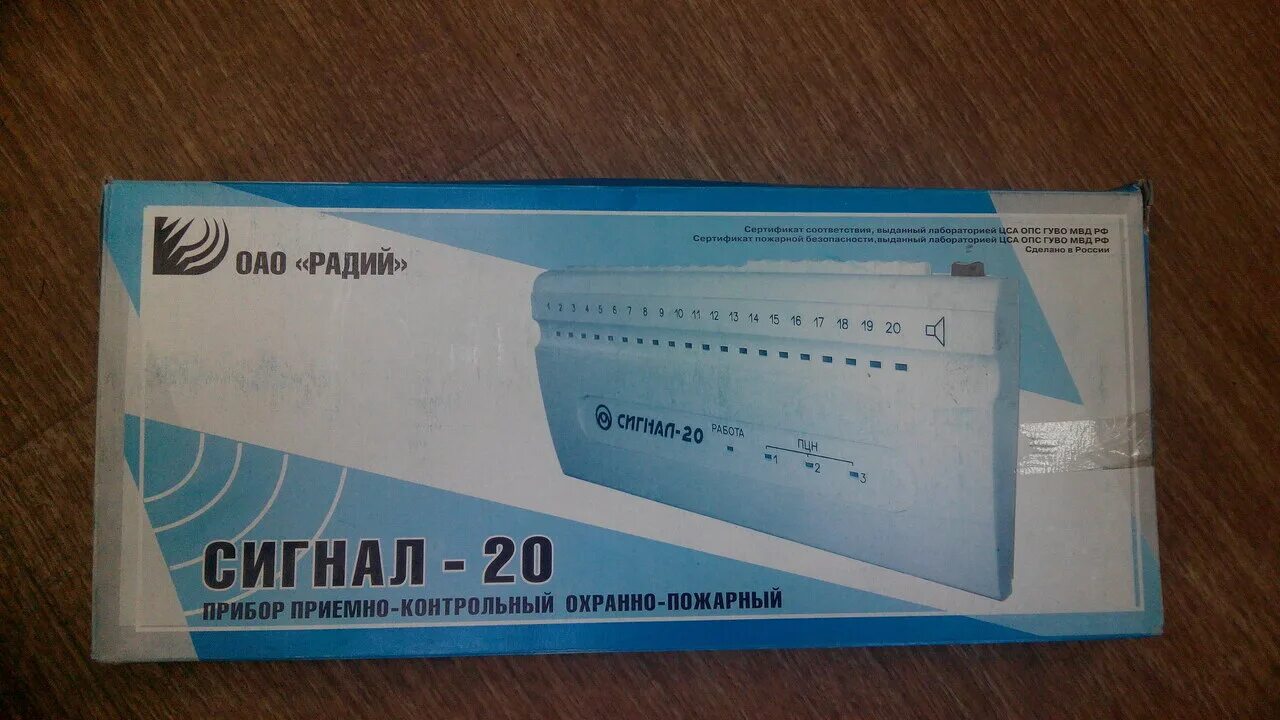 ОАО «РАДИЙ»
Сертификат соответствия, выданный лабораторией ЦСА ОПС ГУВО МВД РФ
Сертификат пожарной безопасности,выданный лабораторией ЦСА ОПС ГУВО МВД РФ
Сделано в России
1 2 3 4 5 6 7 8 9 10 11 12 13 14 15 16 17 18 19 20
СИГНАЛ-20 РАБОТА ПЦН
1 2 3
СИГНАЛ - 20
ПРИБОР ПРИЕМНО-КОНТРОЛЬНЫЙ ОХРАННО-ПОЖАРНЫЙ